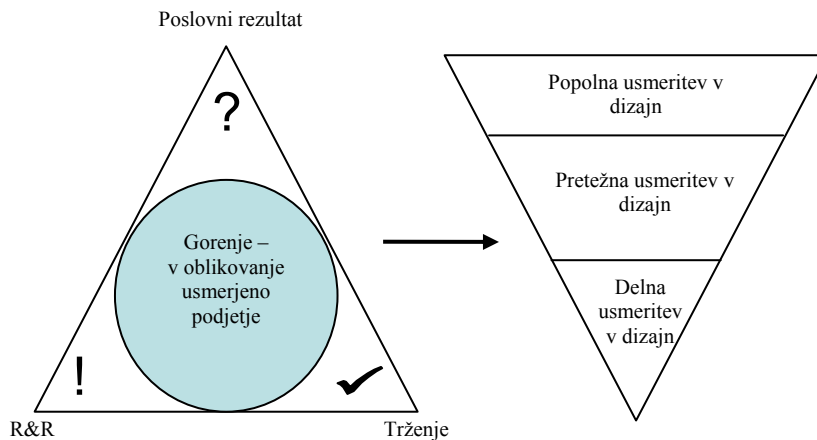 Poslovni rezultat
?
Gorenje –
v oblikovanje
usmerjeno
podjetje
!
R&R
Trženje
Popolna usmeritev v
dizajn
Pretežna usmeritev v
dizajn
Delna
usmeritev
v dizajn